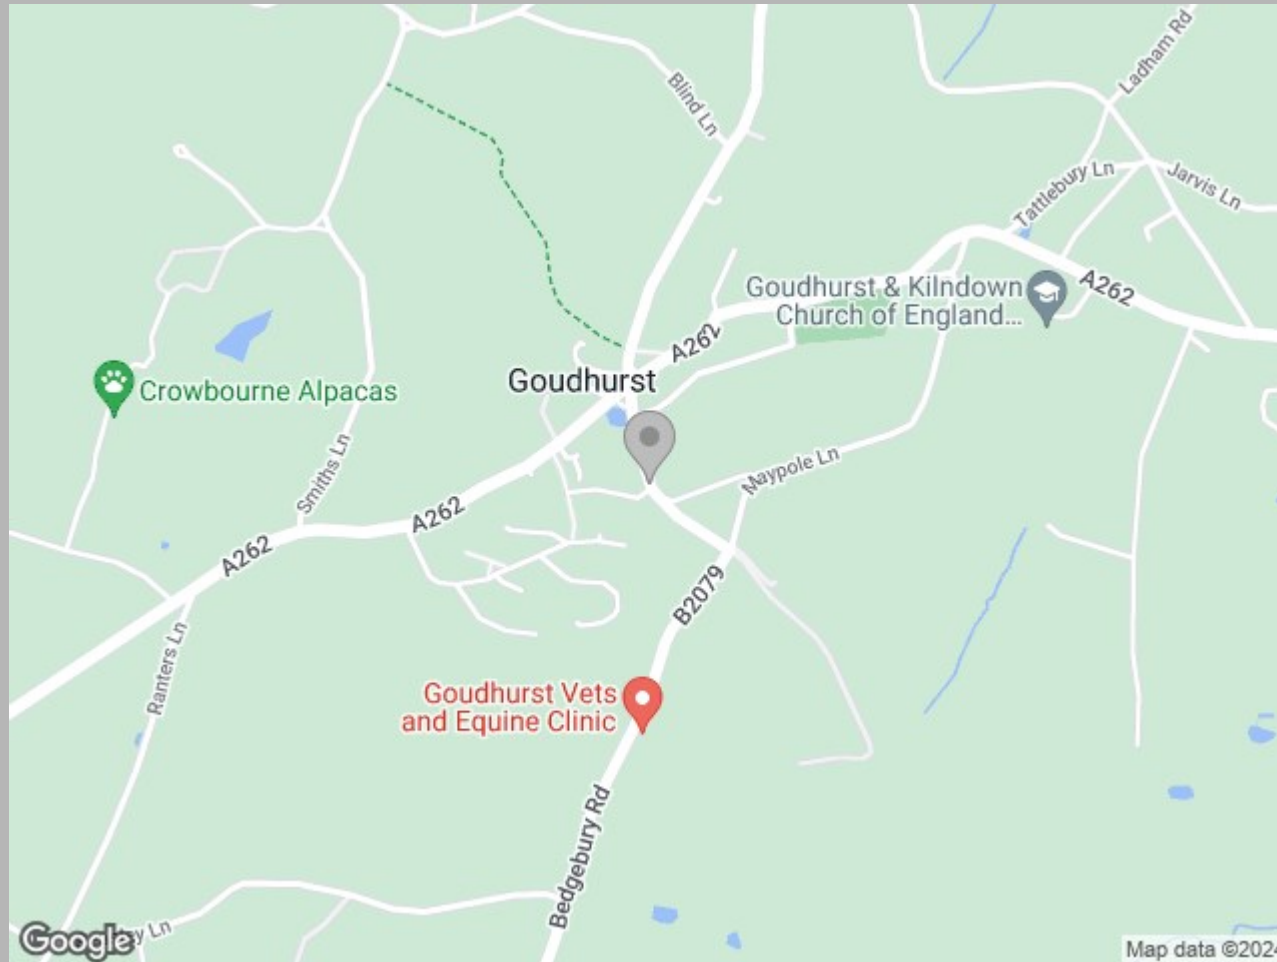 Ladham Rd
Blind Ln
Tattlebury Ln
Jarvis Ln
Goudhurst & Kilndown
Church of England...
A262
A262
Goudhurst
Crowbourne Alpacas
Smiths Ln
Maypole Ln
A262
A262
B2079
Ranters Ln
Goudhurst Vets
and Equine Clinic
Bedgebury Rd
Ln
Google
Map data ©2024